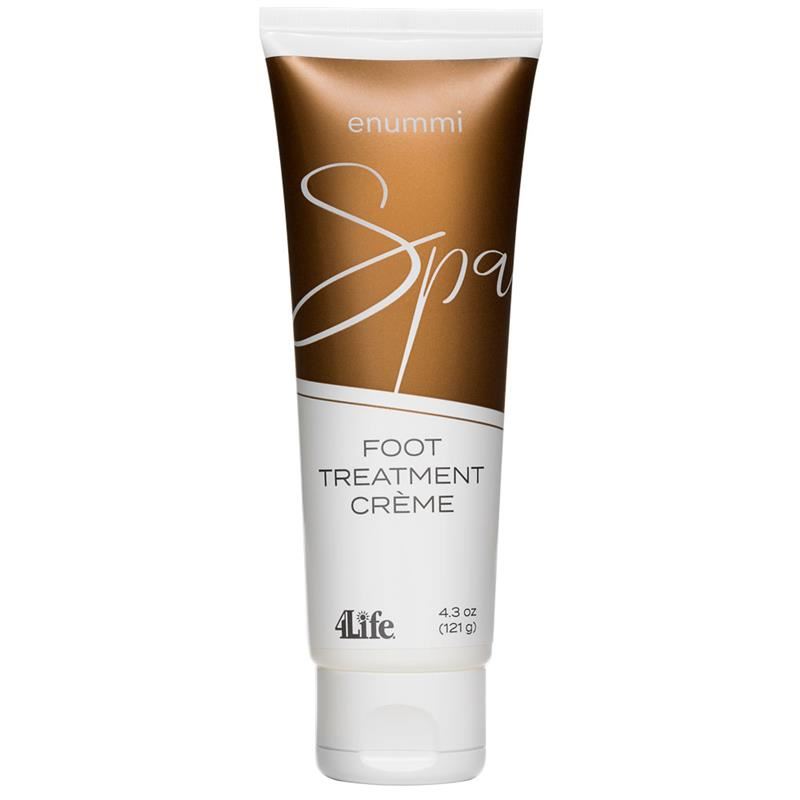 enummi
Spa
FOOT
TREATMENT
CRÈME
4Life
4.3 oz
(121 g)